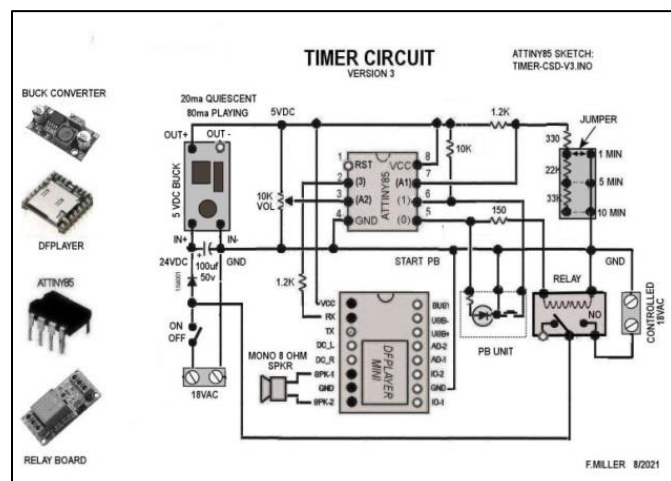 TIMER CIRCUIT
VERSION 3
ATTINY85 SKETCH:
TIMER-CSD-V3.INO
BUCK CONVERTER
DFPLAYER
ATTINY85
RELAY BOARD
20ma QUIESCENT
80ma PLAYING
OUT+
OUT -
5 VDC BUCK
IN+
IN-
24VDC
100uf
50v
GND
ON
OFF
18VAC
5VDC
10K
VOL
1.2K
1
RST
2
(3)
3
(A2)
4
GND
ATTINY85
VCC
8
(A1)
7
(1)
6
(0)
5
10K
1.2K
150
330
JUMPER
1 MIN
22K
5 MIN
33K
10 MIN
START PB
PB UNIT
GND
RELAY
NO
CONTROLLED
18VAC
MONO 8 OHM
SPKR
VCC
RX
TX
DC_L
DC_R
SPK-1
GND
SPK-2
DFPLAYER
MINI
USB-
USB+
AD-2
AD-1
IO-2
GND
IO-1
F.MILLER 8/2021